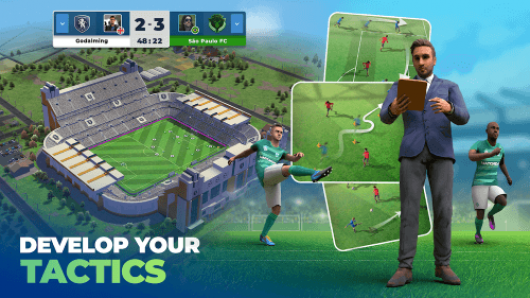 2 - 3
Godalming
São Paulo FC
48:22
DEVELOP YOUR
TACTICS